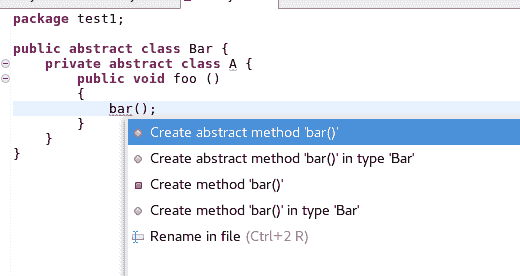 package test1;
public abstract class Bar {
private abstract class A {
public void foo ()
{
bar();
}
}
}
Create abstract method 'bar()'
Create abstract method 'bar()' in type 'Bar'
Create method 'bar()'
Create method 'bar()' in type 'Bar'
Rename in file (Ctrl+2 R)